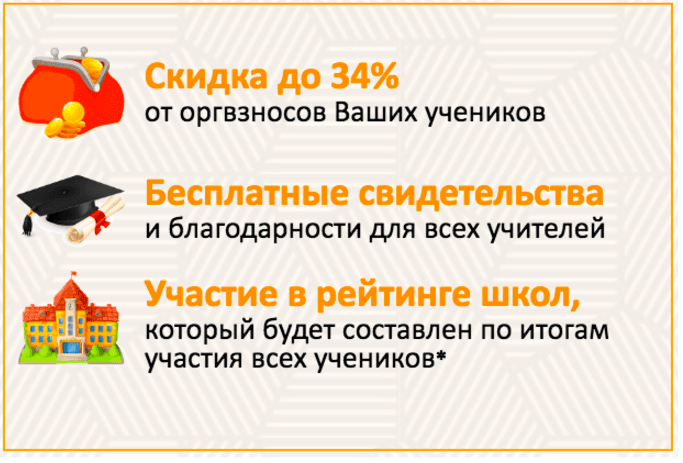 Скидка до 34%
от оргвзносов Ваших учеников
Бесплатные свидетельства
и благодарности для всех учителей
Участие в рейтинге школ,
который будет составлен по итогам
участия всех учеников*